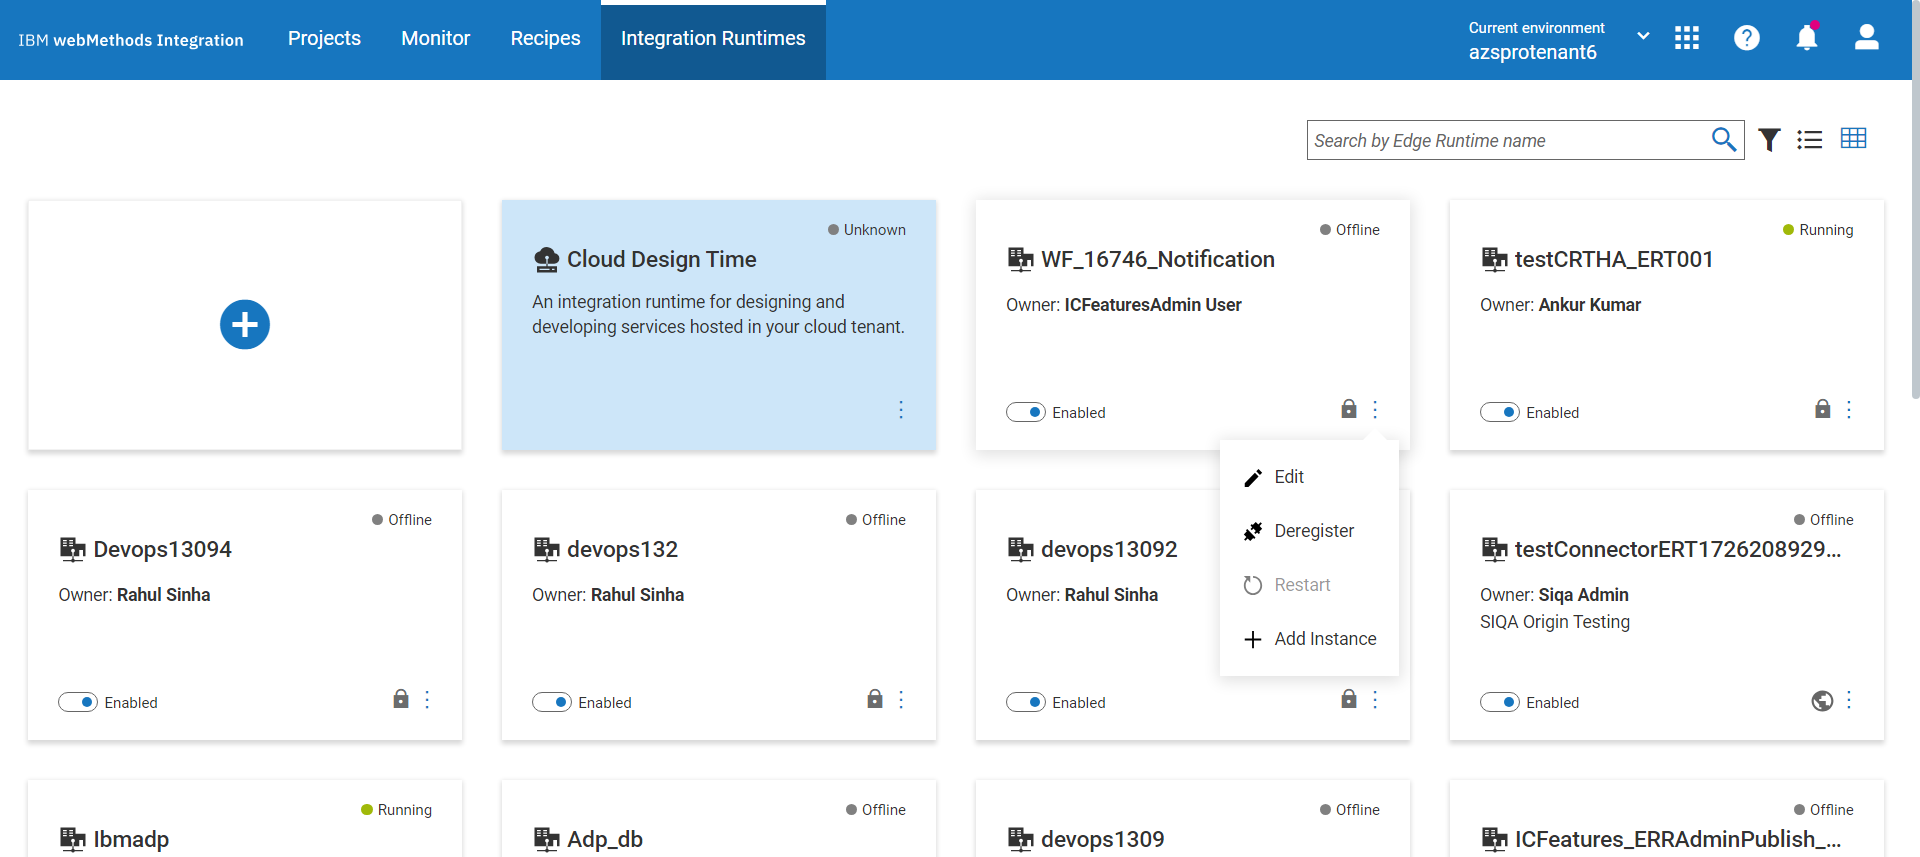 IBM webMethods Integration
Projects
Monitor
Recipes
Integration Runtimes
Current environment
azsprotenant6
Search by Edge Runtime name
Unknown
Cloud Design Time
An integration runtime for designing and
developing services hosted in your cloud tenant.
Offline
WF_16746_Notification
Owner: ICFeaturesAdmin User
Enabled
Running
testCRTHA_ERT001
Owner: Ankur Kumar
Enabled
Edit
Deregister
Restart
Add Instance
Offline
Devops13094
Owner: Rahul Sinha
Enabled
Offline
devops132
Owner: Rahul Sinha
Enabled
devops13092
Owner: Rahul Sinha
Enabled
Offline
testConnectorERT1726208929...
Owner: Siqa Admin
SIQA Origin Testing
Enabled
Running
Ibmadp
Offline
Adp_db
Offline
devops1309
Offline
ICFeatures_ERRAdminPublish_...